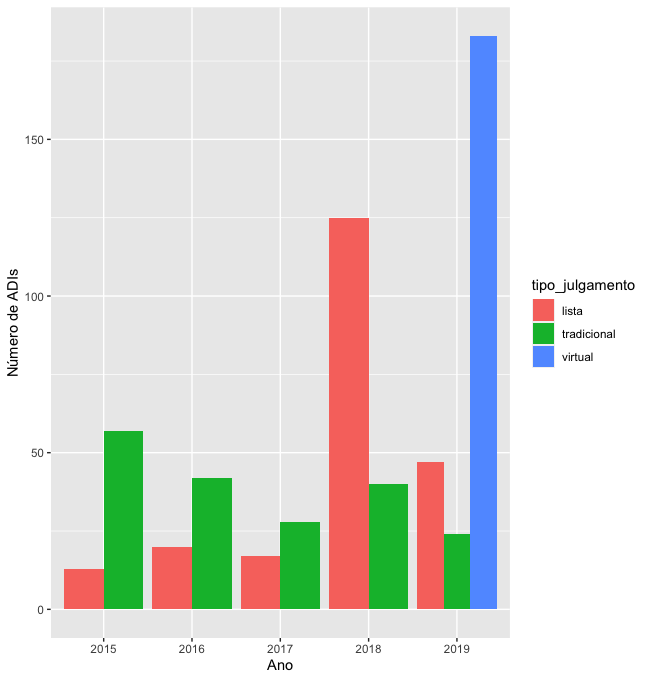 150
100
50
0
Número de ADIs
2015 2016 2017 2018 2019
Ano
tipo_julgamento
lista
tradicional
virtual